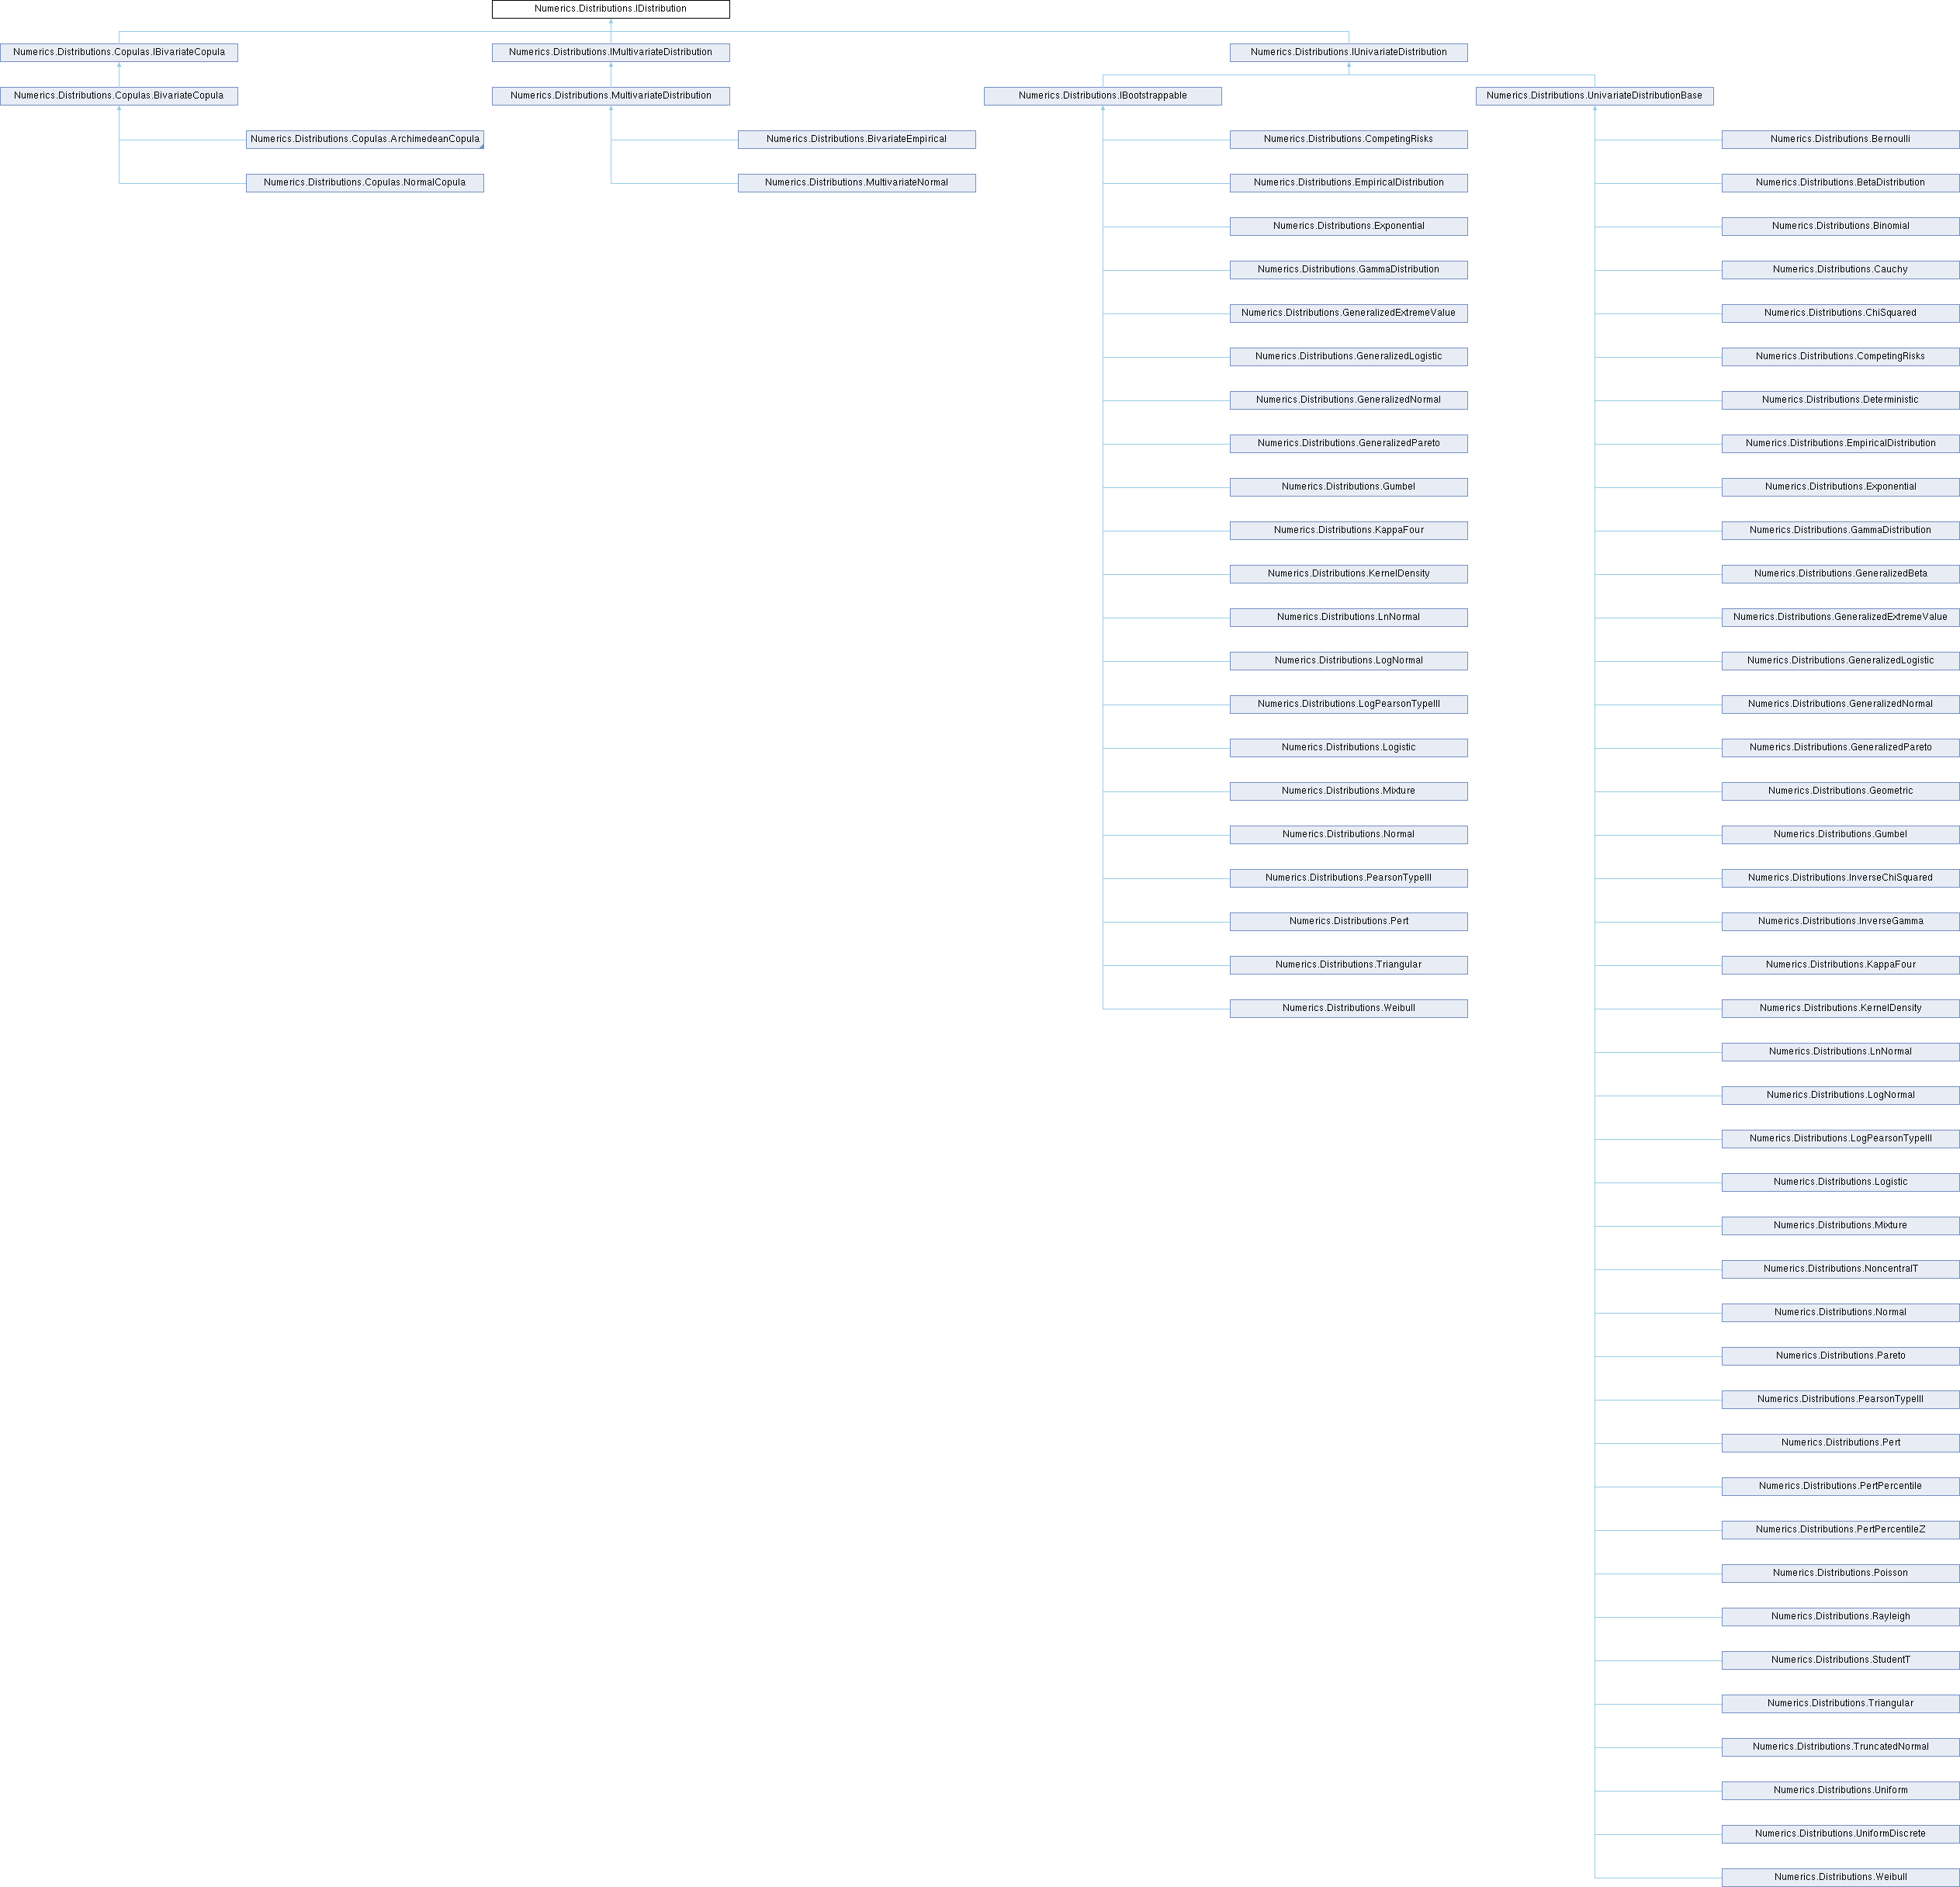 Numerics.Distributions.IDistribution
Numerics.Distributions.Copulas.IBivariateCopula
Numerics.Distributions.IMultivariateDistribution
Numerics.Distributions.IUnivariateDistribution
Numerics.Distributions.Copulas.BivariateCopula
Numerics.Distributions.MultivariateDistribution
Numerics.Distributions.IBootstrappable
Numerics.Distributions.UnivariateDistributionBase
Numerics.Distributions.Copulas.ArchimedeanCopula
Numerics.Distributions.Copulas.NormalCopula
Numerics.Distributions.BivariateEmpirical
Numerics.Distributions.MultivariateNormal
Numerics.Distributions.CompetingRisks
Numerics.Distributions.EmpiricalDistribution
Numerics.Distributions.Exponential
Numerics.Distributions.GammaDistribution
Numerics.Distributions.GeneralizedExtremeValue
Numerics.Distributions.GeneralizedLogistic
Numerics.Distributions.GeneralizedNormal
Numerics.Distributions.GeneralizedPareto
Numerics.Distributions.Gumbel
Numerics.Distributions.KappaFour
Numerics.Distributions.KernelDensity
Numerics.Distributions.LnNormal
Numerics.Distributions.LogNormal
Numerics.Distributions.LogPearsonTypeIII
Numerics.Distributions.Logistic
Numerics.Distributions.Mixture
Numerics.Distributions.Normal
Numerics.Distributions.PearsonTypeIII
Numerics.Distributions.Pert
Numerics.Distributions.Triangular
Numerics.Distributions.Weibull
Numerics.Distributions.Bernoulli
Numerics.Distributions.BetaDistribution
Numerics.Distributions.Binomial
Numerics.Distributions.Cauchy
Numerics.Distributions.ChiSquared
Numerics.Distributions.CompetingRisks
Numerics.Distributions.Deterministic
Numerics.Distributions.EmpiricalDistribution
Numerics.Distributions.Exponential
Numerics.Distributions.GammaDistribution
Numerics.Distributions.GeneralizedBeta
Numerics.Distributions.GeneralizedExtremeValue
Numerics.Distributions.GeneralizedLogistic
Numerics.Distributions.GeneralizedNormal
Numerics.Distributions.GeneralizedPareto
Numerics.Distributions.Geometric
Numerics.Distributions.Gumbel
Numerics.Distributions.InverseChiSquared
Numerics.Distributions.InverseGamma
Numerics.Distributions.KappaFour
Numerics.Distributions.KernelDensity
Numerics.Distributions.LnNormal
Numerics.Distributions.LogNormal
Numerics.Distributions.LogPearsonTypeIII
Numerics.Distributions.Logistic
Numerics.Distributions.Mixture
Numerics.Distributions.NoncentralT
Numerics.Distributions.Normal
Numerics.Distributions.Pareto
Numerics.Distributions.PearsonTypeIII
Numerics.Distributions.Pert
Numerics.Distributions.PertPercentile
Numerics.Distributions.PertPercentileZ
Numerics.Distributions.Poisson
Numerics.Distributions.Rayleigh
Numerics.Distributions.StudentT
Numerics.Distributions.Triangular
Numerics.Distributions.TruncatedNormal
Numerics.Distributions.Uniform
Numerics.Distributions.UniformDiscrete
Numerics.Distributions.Weibull